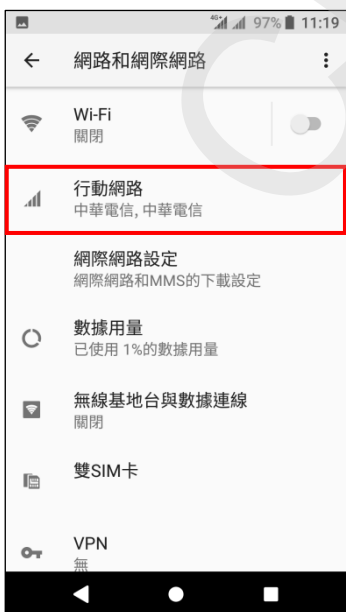 4G+ 97% 11:19
網路和網際網路
Wi-Fi
關閉
行動網路
中華電信, 中華電信
網際網路設定
網際網路和MMS的下載設定
數據用量
已使用 1%的數據用量
無線基地台與數據連線
關閉
雙SIM卡
VPN
無